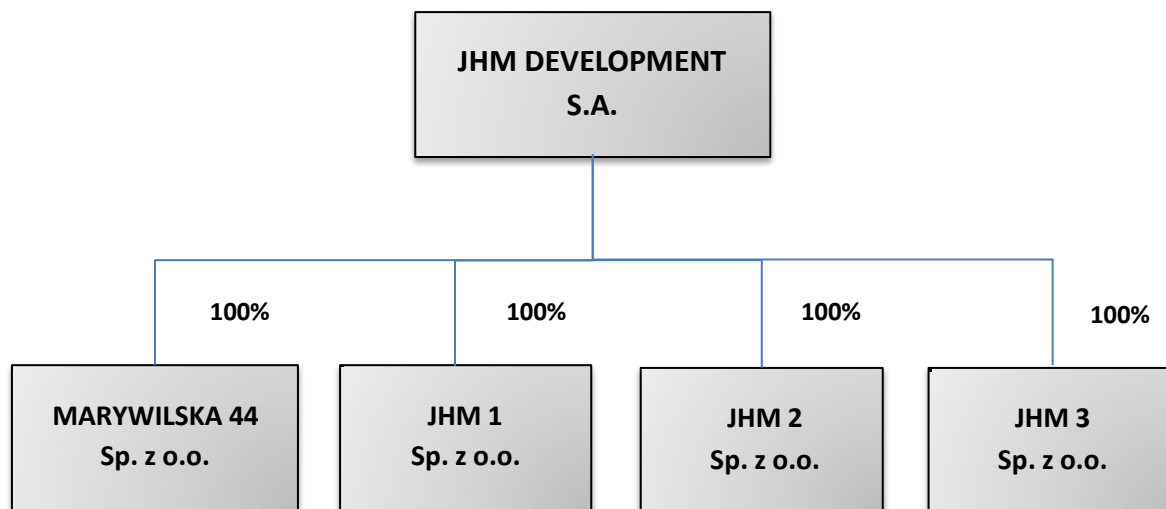 JHM DEVELOPMENT
S.A.
100%
100%
100%
100%
MARYWILSKA 44
Sp. z o.o.
JHM 1
Sp. z o.o.
JHM 2
Sp. z o.o.
JHM 3
Sp. z o.o.